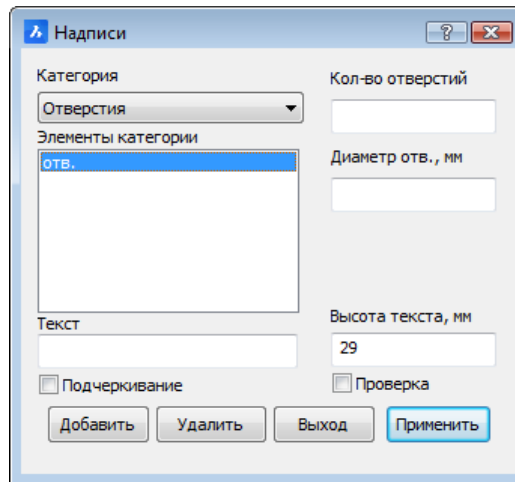 Надписи
Категория
Отверстия
Элементы категории
отв.
Текст
Подчеркивание
Кол-во отверстий
Диаметр отв., мм
Высота текста, мм
29
Проверка
Добавить Удалить Выход Применить